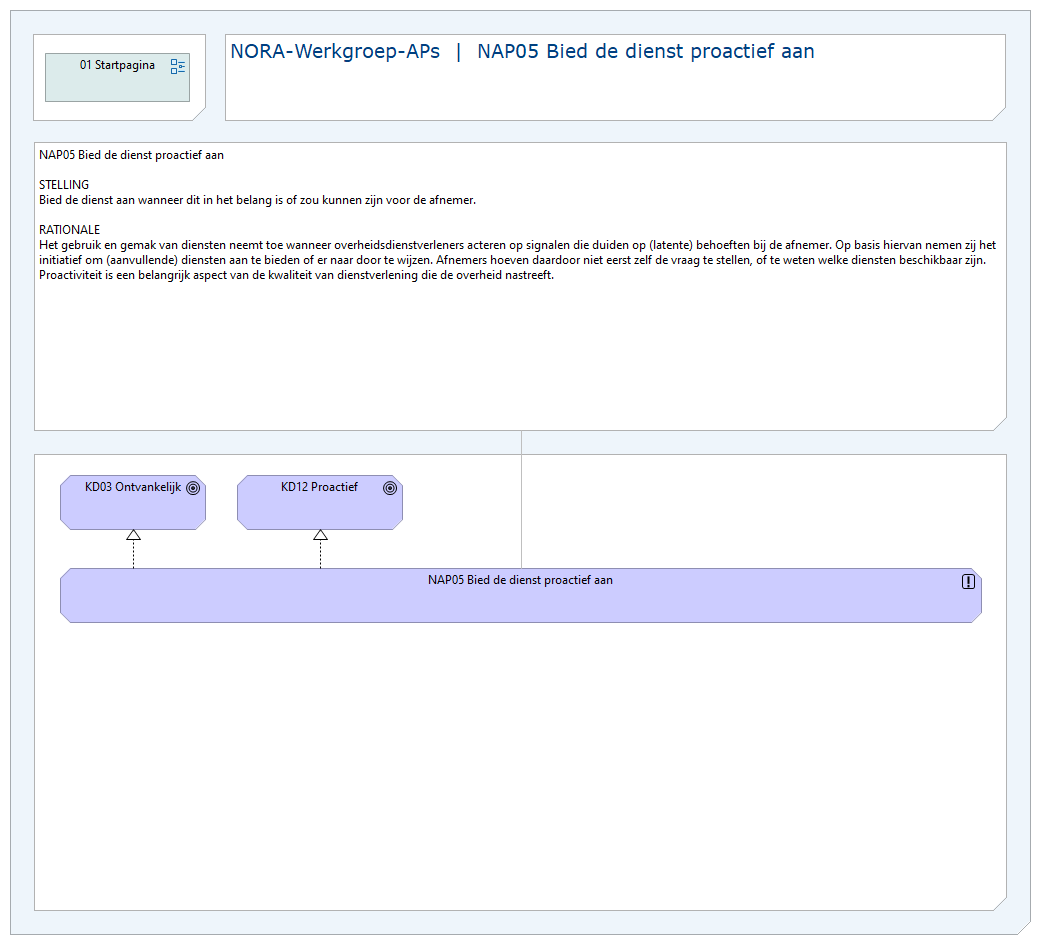 01 Startpagina
NORA-Werkgroep-APs | NAP05 Bied de dienst proactief aan
NAP05 Bied de dienst proactief aan
STELLING
Bied de dienst aan wanneer dit in het belang is of zou kunnen zijn voor de afnemer.
RATIONALE
Het gebruik en gemak van diensten neemt toe wanneer overheidsdienstverleners acteren op signalen die duiden op (latente) behoeften bij de afnemer. Op basis hiervan nemen zij het
initiatief om (aanvullende) diensten aan te bieden of er naar door te wijzen. Afnemers hoeven daardoor niet eerst zelf de vraag te stellen, of te weten welke diensten beschikbaar zijn.
Proactiviteit is een belangrijk aspect van de kwaliteit van dienstverlening die de overheid nastreeft.
KD03 Ontvankelijk
KD12 Proactief
NAP05 Bied de dienst proactief aan